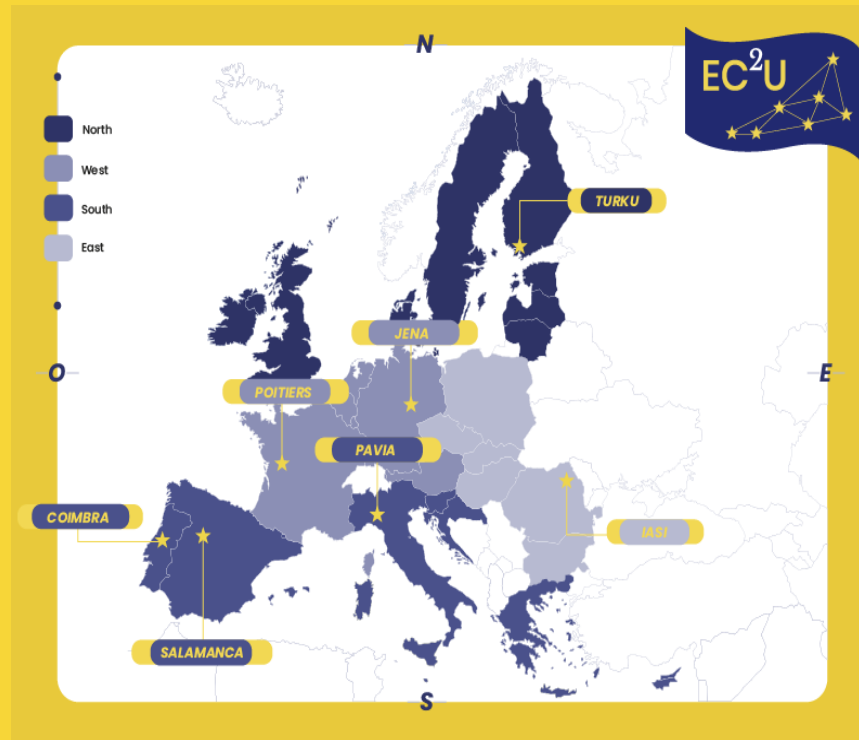 N
EC²U
North
West
South
East
TURKU
JENA
O
E
POITIERS
PAVIA
COIMBRA
IASI
SALAMANCA
S